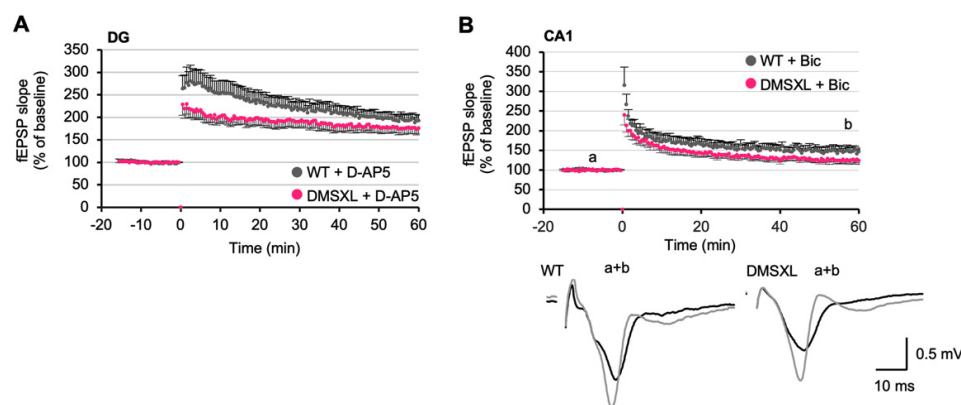 A
DG
fEPSP slope
(% of baseline)
350
300
250
200
150
100
50
0
-20 -10 0 10 20 30 40 50 60
Time (min)
WT + D-AP5
DMSXL + D-AP5
B
CA1
fEPSP slope
(% of baseline)
400
350
300
250
200
150
100
50
0
-20 0 20 40 60
Time (min)
WT + Bic
DMSXL + Bic
a
b
WT a+b
DMSXL a+b
0.5 mV
10 ms